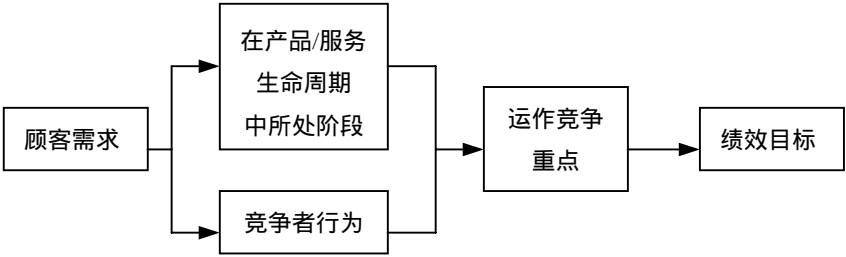 顾客需求
在产品/服务
生命周期
中所处阶段
竞争者行为
运作竞争
重点
绩效目标